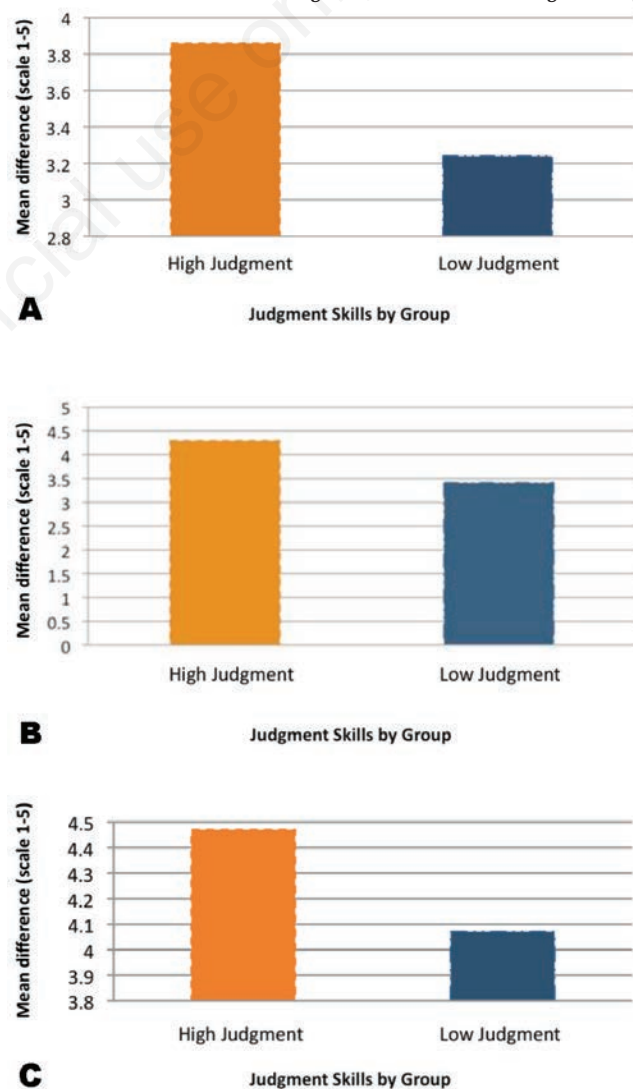 4
3.8
3.6
3.4
3.2
3
2.8
Mean difference (scale 1-5)
High Judgment Low Judgment
A
Judgment Skills by Group
5
4.5
4
3.5
3
2.5
2
1.5
1
0.5
0
Mean difference (scale 1-5)
High Judgment Low Judgment
B
Judgment Skills by Group
4.5
4.4
4.3
4.2
4.1
4
3.9
3.8
Mean difference (scale 1-5)
High Judgment Low Judgment
C
Judgment Skills by Group